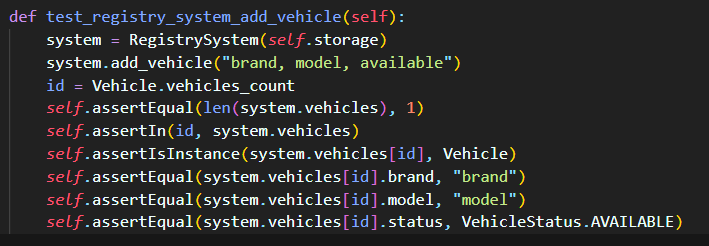 def test_registry_system_add_vehicle(self):
    system = RegistrySystem(self.storage)
    system.add_vehicle("brand, model, available")
    id = Vehicle.vehicles_count
    self.assertEqual(len(system.vehicles), 1)
    self.assertIn(id, system.vehicles)
    self.assertIsInstance(system.vehicles[id], Vehicle)
    self.assertEqual(system.vehicles[id].brand, "brand")
    self.assertEqual(system.vehicles[id].model, "model")
    self.assertEqual(system.vehicles[id].status, VehicleStatus.AVAILABLE)